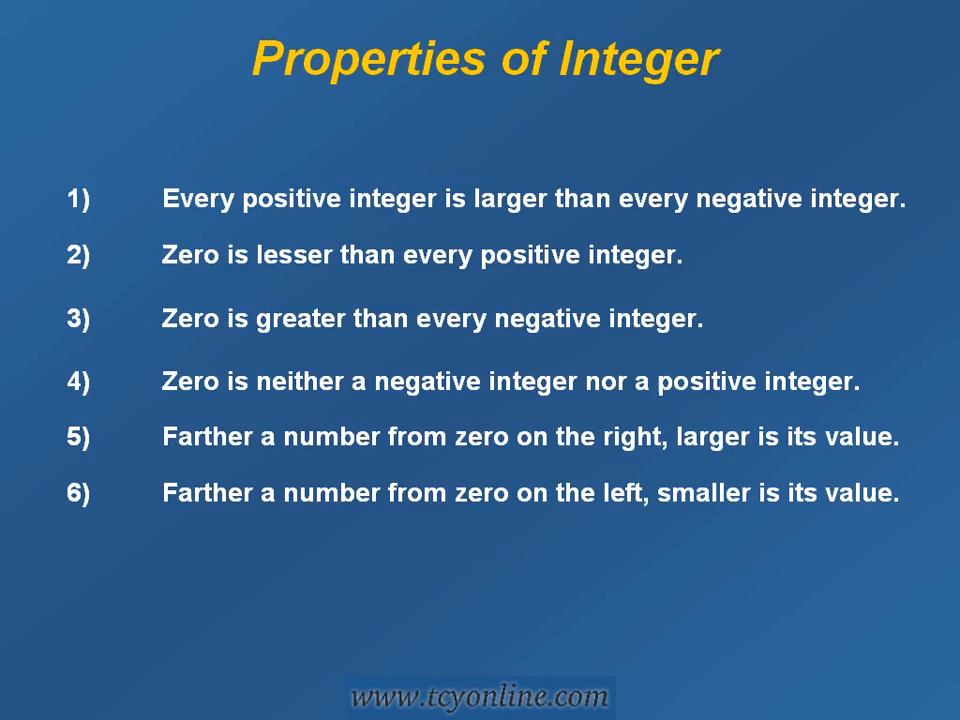 Properties of Integer
1) Every positive integer is larger than every negative integer.
2) Zero is lesser than every positive integer.
3) Zero is greater than every negative integer.
4) Zero is neither a negative integer nor a positive integer.
5) Farther a number from zero on the right, larger is its value.
6) Farther a number from zero on the left, smaller is its value.
www.tcyonline.com